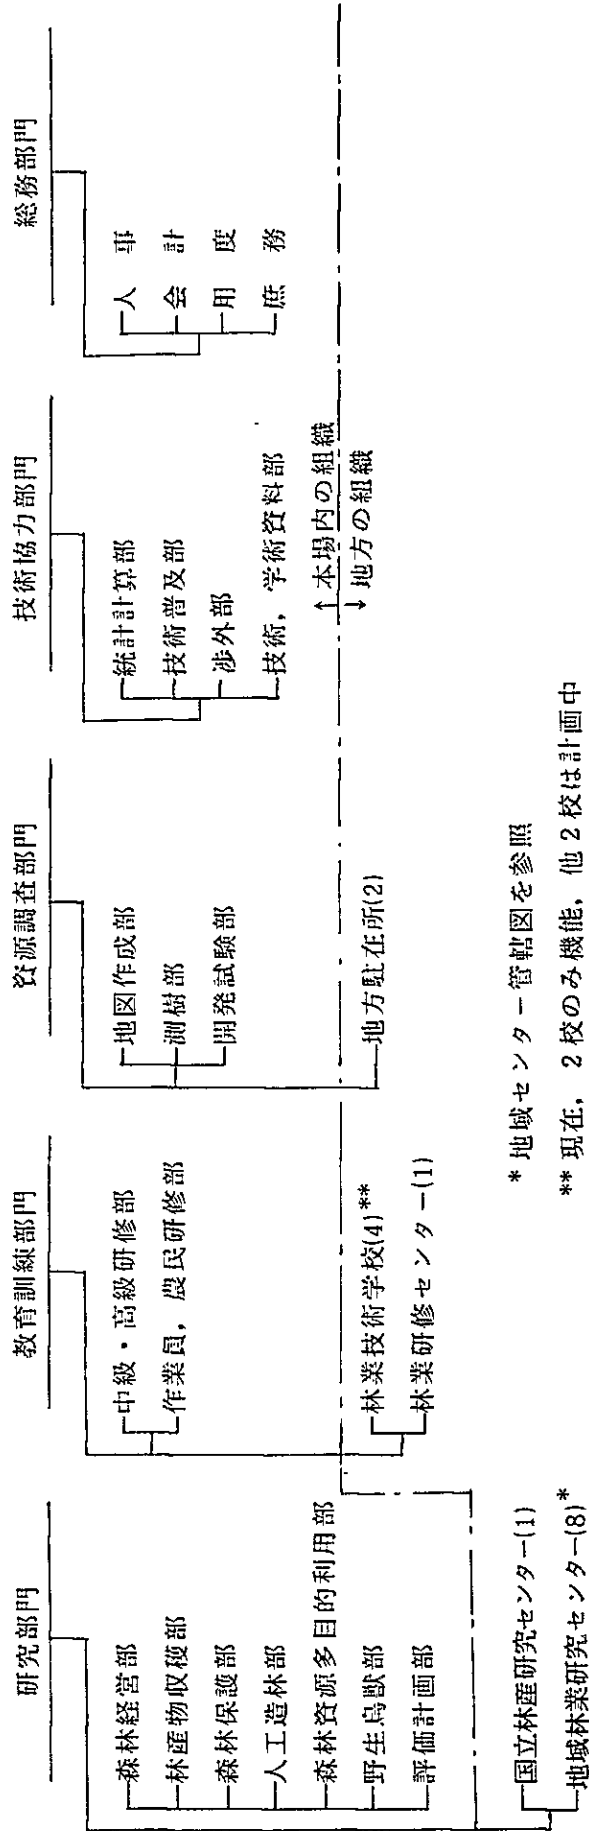 研究部門
森林経営部
林産物収穫部
森林保護部
人工造林部
森林資源多目的利用部
野生鳥獣部
評価計画部
国立林産研究センター(1)
地域林業研究センター(8)*
教育訓練部門
中級・高級研修部
作業員，農民研修部
林業技術学校(4)**
林業研修センター(1)
資源調査部門
地図作成部
測樹部
開発試験部
地方駐在所(2)
技術協力部門
統計計算部
技術普及部
渉外部
技術，学術資料部
総務部門
人事
会計
用度
庶務
↑本場内の組織
↓地方の組織
*地域センター管轄図を参照
**現在，2校のみ機能，他2校は計画中